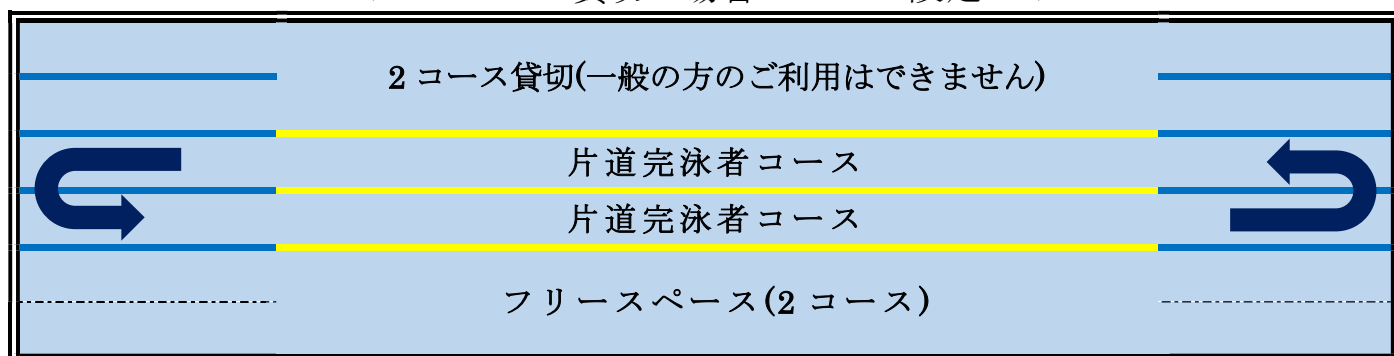 2コース貸切(一般の方のご利用はできません)
片道完泳者コース
片道完泳者コース
フリースペース(2コース)